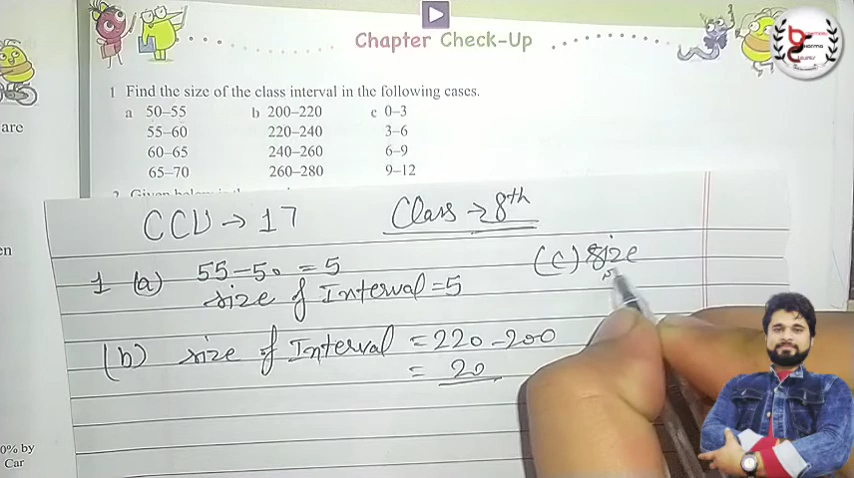 Chapter Check-Up
1 Find the size of the class interval in the following cases.
a 50–55 b 200–220 c 0–3
55–60 220–240 3–6
60–65 240–260 6–9
65–70 260–280 9–12
are
en
0% by
Car
CCU → 17 Class → 8th
1 (a) 55–50 = 5
size of Interval = 5
(b) size of Interval = 220–200
= 20
(c) size